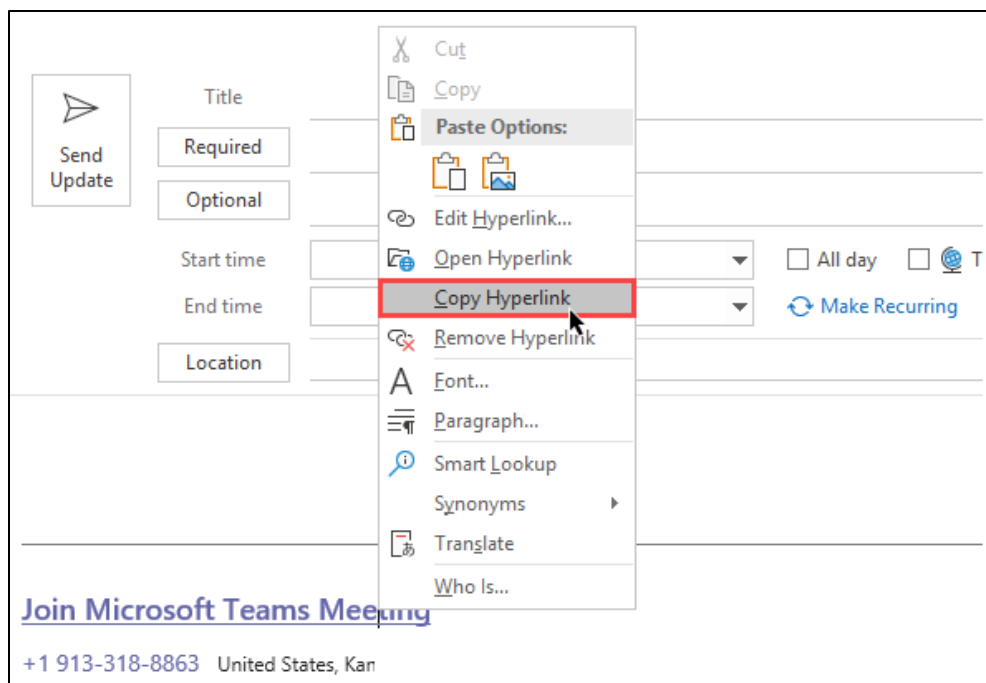 Cut
Copy
Paste Options:
Edit Hyperlink...
Open Hyperlink
Copy Hyperlink
Remove Hyperlink
Font...
Paragraph...
Smart Lookup
Synonyms
Translate
Who Is...
Send
Update
Title
Required
Optional
Start time
All day
T
End time
Make Recurring
Location
Join Microsoft Teams Meeting
+1 913-318-8863 United States, Kan